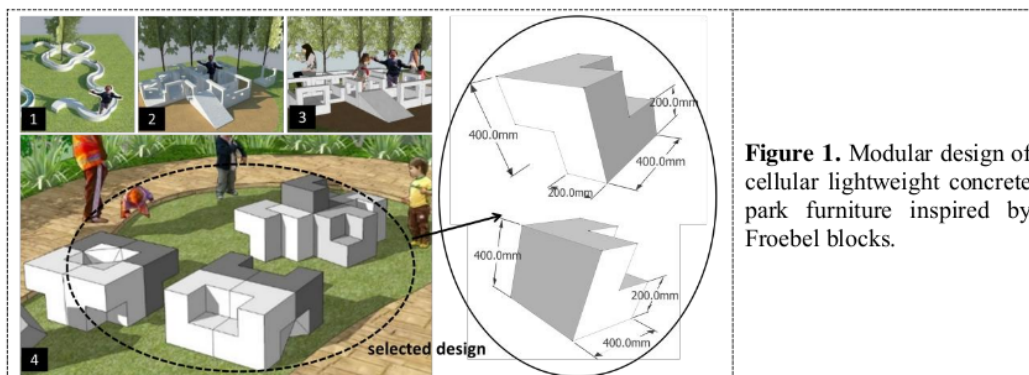 1
2
3
4
selected design
400.0mm
200.0mm
200.0mm
400.0mm
400.0mm
200.0mm
400.0mm
Figure 1. Modular design of
cellular lightweight concrete
park furniture inspired by
Froebel blocks.